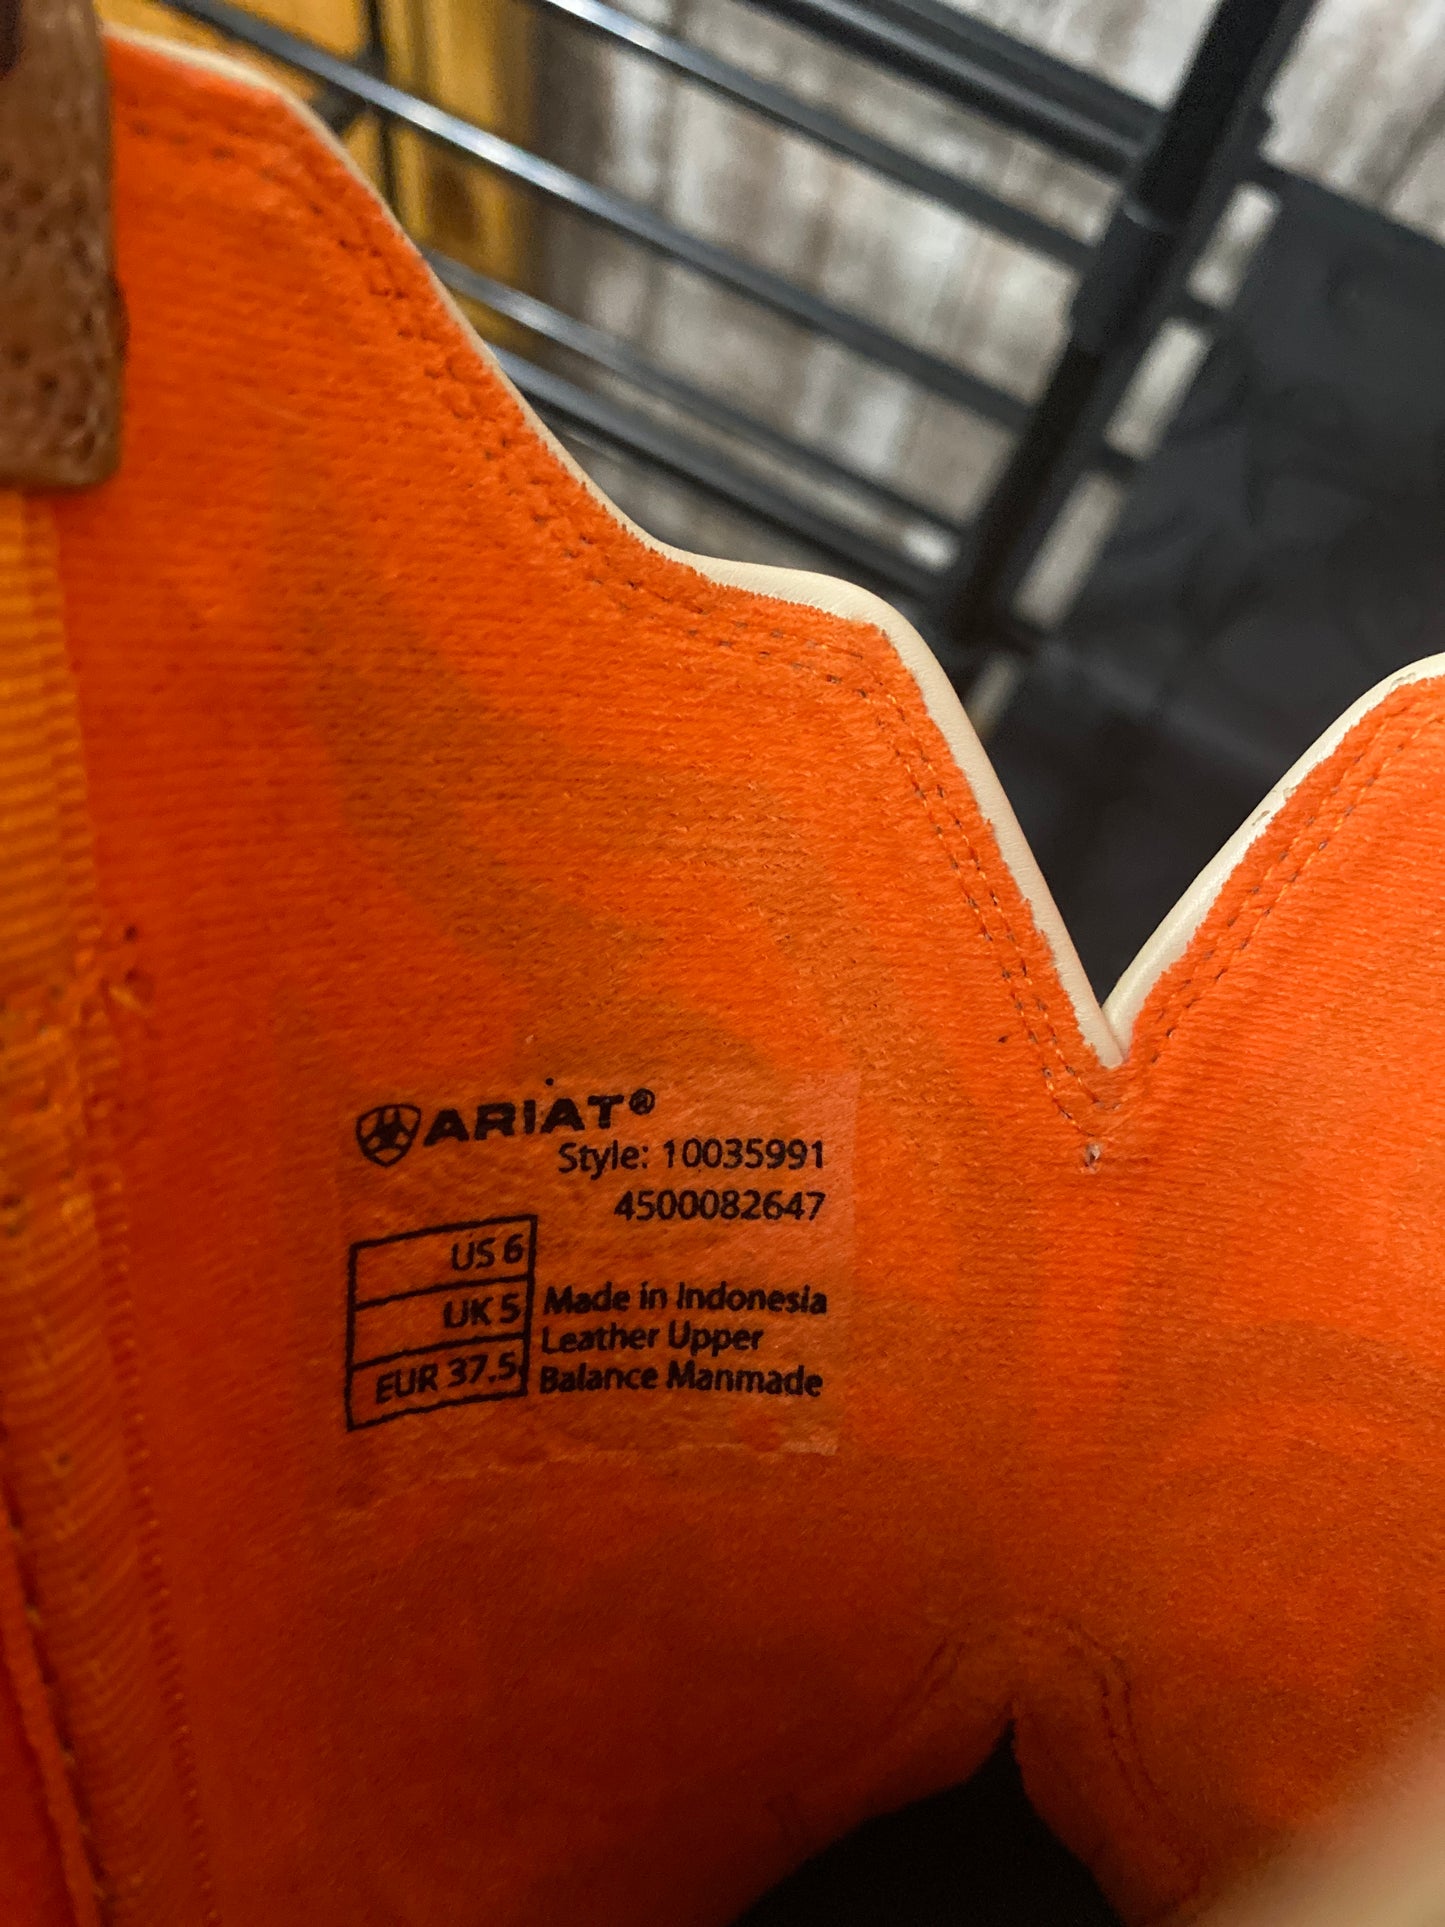 ARIAT®
Style: 10035991
4500082647
US 6
UK 5
EUR 37.5
Made in Indonesia
Leather Upper
Balance Manmade